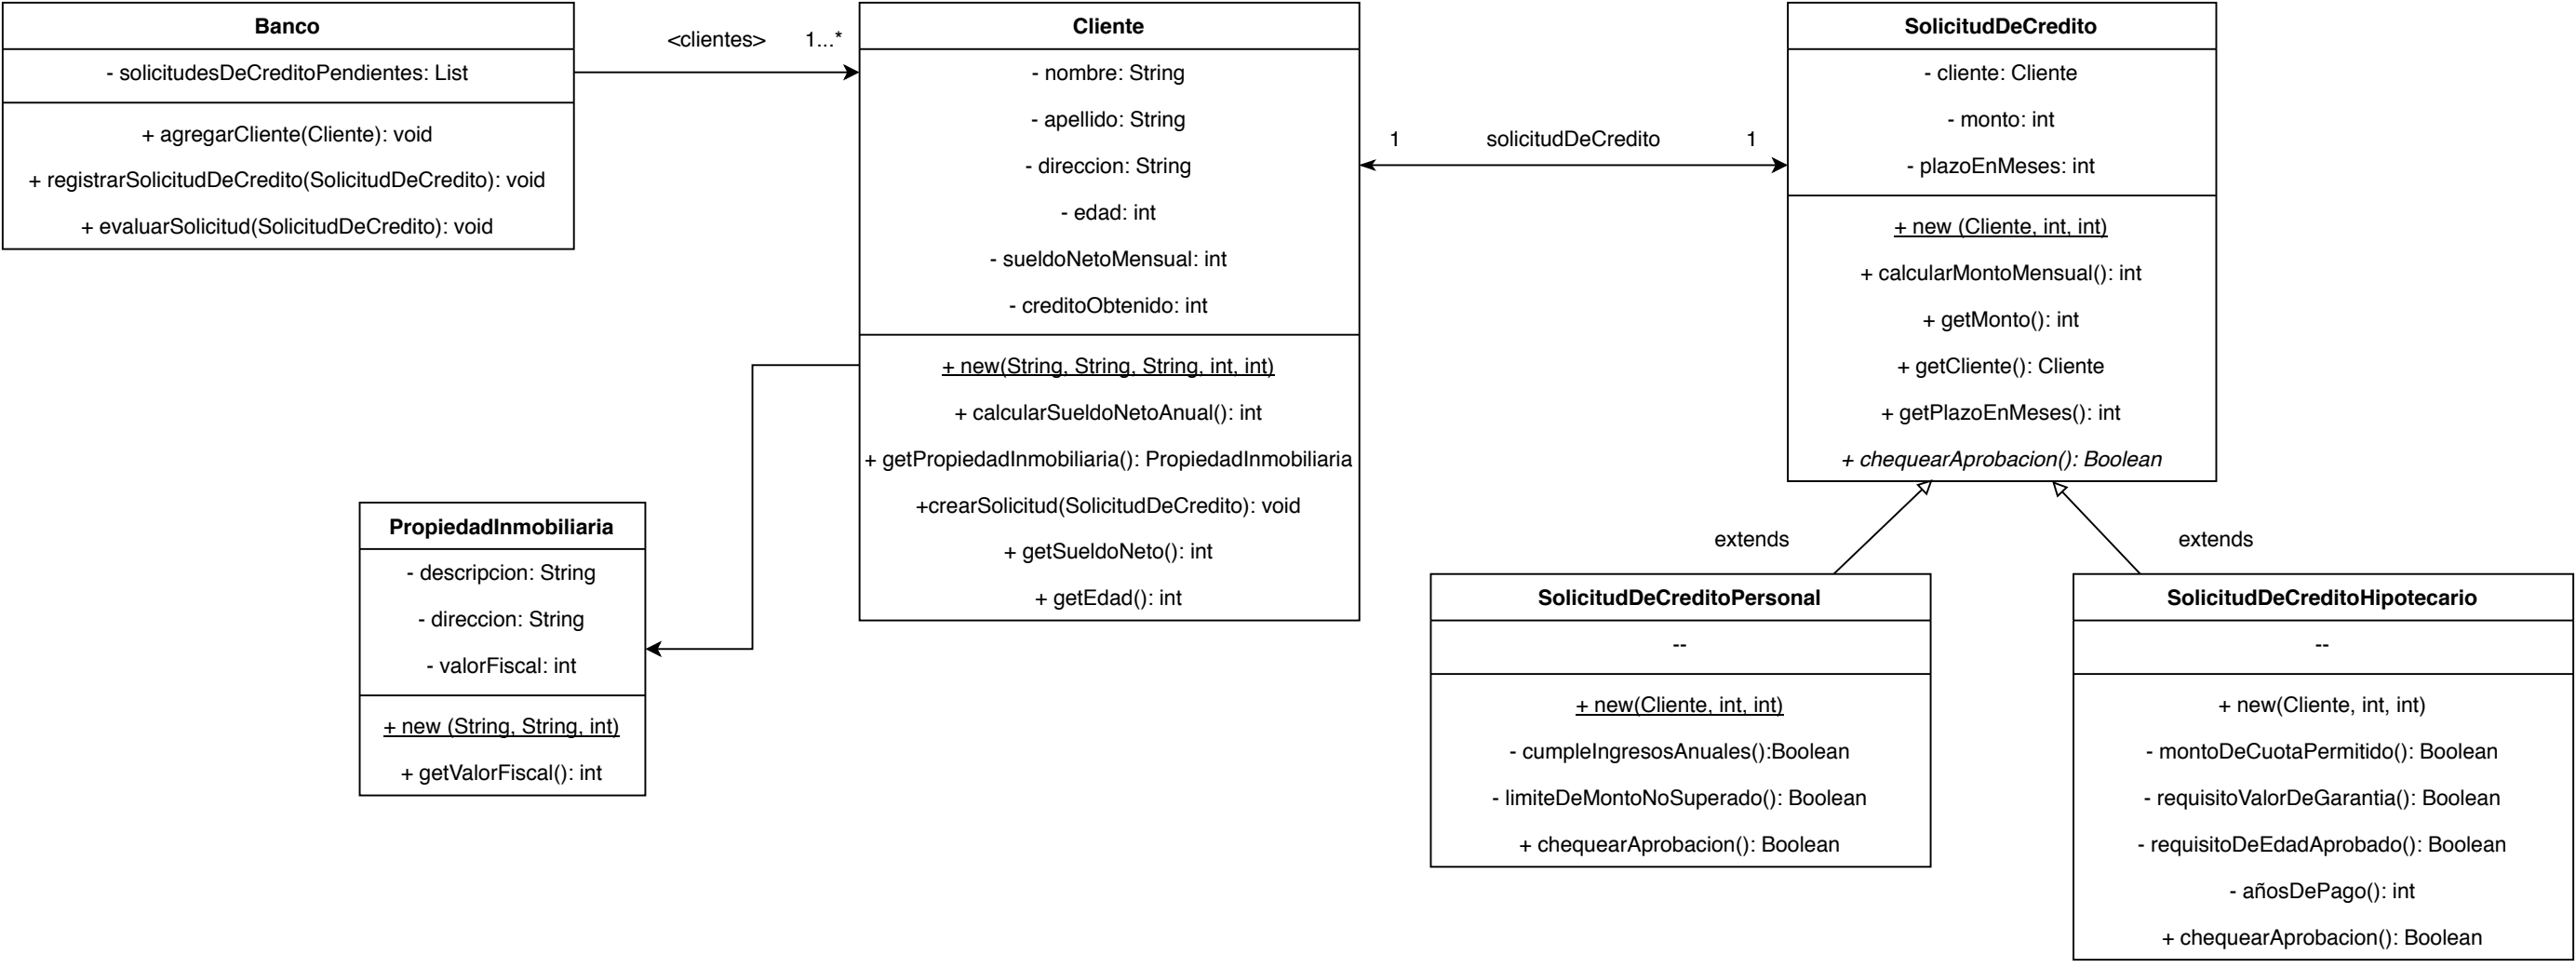 Banco
- solicitudesDeCreditoPendientes: List
+ agregarCliente(Cliente): void
+ registrarSolicitudDeCredito(SolicitudDeCredito): void
+ evaluarSolicitud(SolicitudDeCredito): void
<clientes>
1...*
Cliente
- nombre: String
- apellido: String
- direccion: String
- edad: int
- sueldoNetoMensual: int
- creditoObtenido: int
+ new(String, String, String, int, int)
+ calcularSueldoNetoAnual(): int
+ getPropiedadInmobiliaria(): PropiedadInmobiliaria
+crearSolicitud(SolicitudDeCredito): void
+ getSueldoNeto(): int
+ getEdad(): int
1
solicitudDeCredito
1
SolicitudDeCredito
- cliente: Cliente
- monto: int
- plazoEnMeses: int
+ new (Cliente, int, int)
+ calcularMontoMensual(): int
+ getMonto(): int
+ getCliente(): Cliente
+ getPlazoEnMeses(): int
+ chequearAprobacion(): Boolean
PropiedadInmobiliaria
- descripcion: String
- direccion: String
- valorFiscal: int
+ new (String, String, int)
+ getValorFiscal(): int
extends
extends
SolicitudDeCreditoPersonal
--
+ new(Cliente, int, int)
- cumpleIngresosAnuales():Boolean
- limiteDeMontoNoSuperado(): Boolean
+ chequearAprobacion(): Boolean
SolicitudDeCreditoHipotecario
--
+ new(Cliente, int, int)
- montoDeCuotaPermitido(): Boolean
- requisitoValorDeGarantia(): Boolean
- requisitoDeEdadAprobado(): Boolean
- añosDePago(): int
+ chequearAprobacion(): Boolean